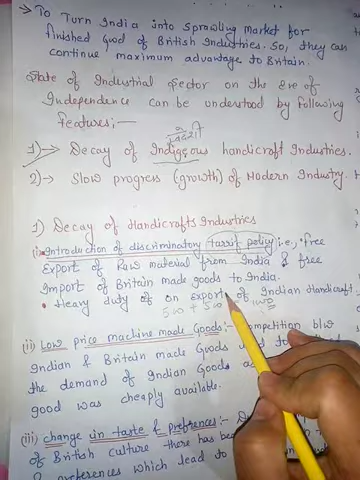 → To Turn India into Sprawling market for
finished Good of British Industries. So, they can
continue maximum advantage to Britain.
State of Industrial Sector on the Eve of
Independence can be understood by following
features;—
1) Decay of Indigeous handicraft Industries.
2) Slow progress (growth) of Modern Industry.
1) Decay of Handicrafts Industries
(i) Introduction of discriminatory tarrif policy i.e., free
Export of Raw material from India & free
Import of Britain made goods to India.
• Heavy duty of on export of Indian Handicraft.
500 + 500
(ii) Low price machine made Goods:- Competition b/w
Indian & Britain made Goods to
the demand of Indian Goods
good was cheaply available.
(iii) change in taste & preferences:-
of British culture there has
preferences which lead to